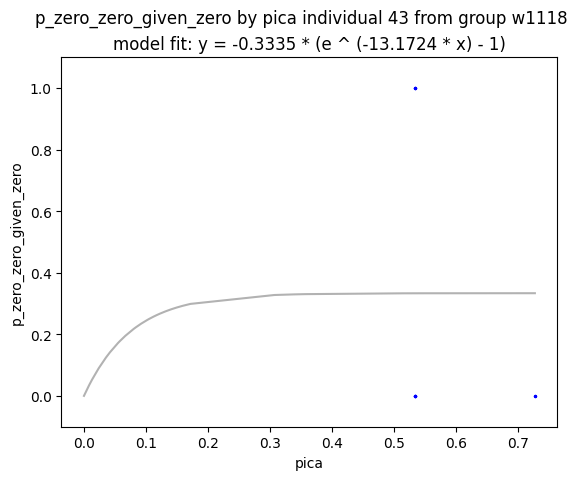 p_zero_zero_given_zero by pica individual 43 from group w1118
model fit: y = -0.3335 * (e ^ (-13.1724 * x) - 1)
1.0
0.8
0.6
0.4
0.2
0.0
p_zero_zero_given_zero
0.0 0.1 0.2 0.3 0.4 0.5 0.6 0.7
pica